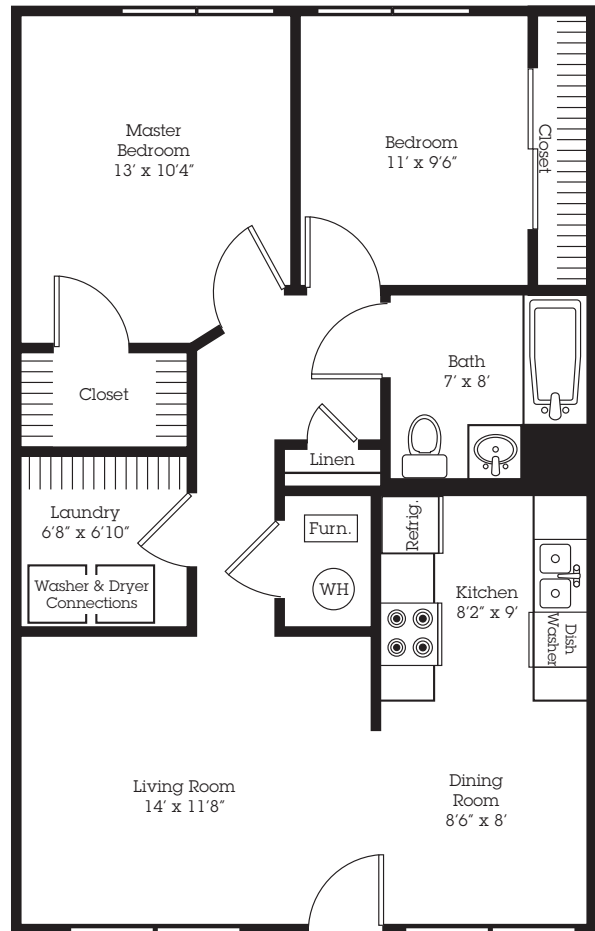 Master
Bedroom
13’ x 10’4”
Bedroom
11’ x 9’6”
Closet
Closet
Bath
7’ x 8’
Linen
Laundry
6’8” x 6’10”
Washer & Dryer
Connections
Furn.
WH
Refrig.
Kitchen
8’2” x 9’
Dish
Washer
Living Room
14’ x 11’8”
Dining
Room
8’6” x 8’